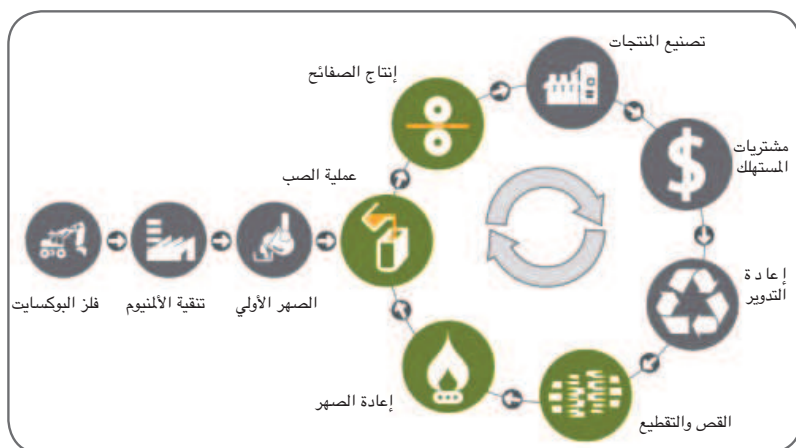 تصنيع المنتجات
إنتاج الصفائح
مشتريات
المستهلك
عملية الصب
إعادة
التدوير
فلز البوكسايت
تنقية الألمنيوم
الصهر الأولي
إعادة الصهر
القص والتقطيع
$